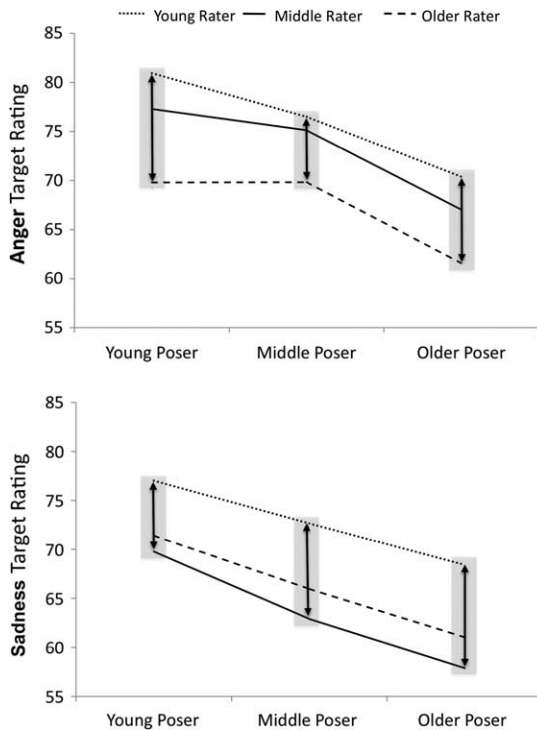 Young Rater Middle Rater Older Rater
Anger Target Rating
85
80
75
70
65
60
55
Young Poser Middle Poser Older Poser
Sadness Target Rating
85
80
75
70
65
60
55
Young Poser Middle Poser Older Poser